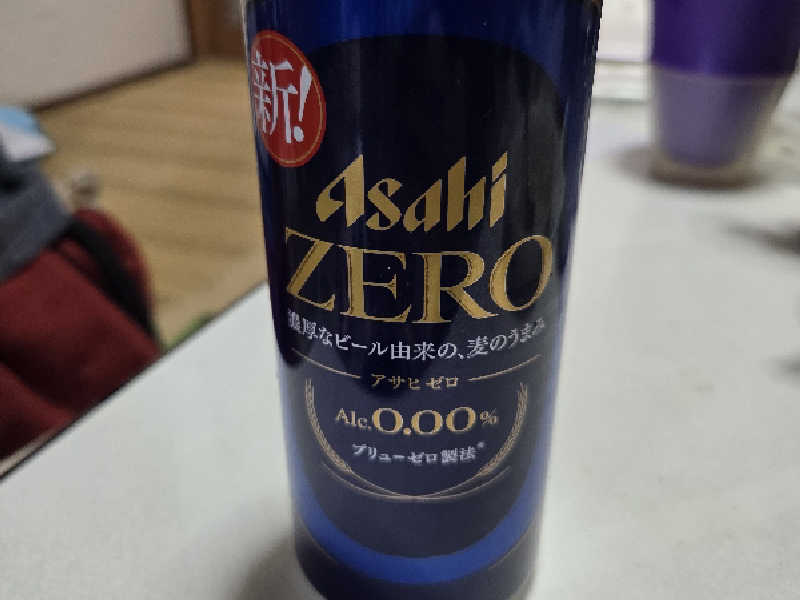 新!
Asahi
ZERO
濃厚なビール由来の、麦のうまみ
アサヒ ゼロ
Alc.0.00%
ブリューゼロ製法*